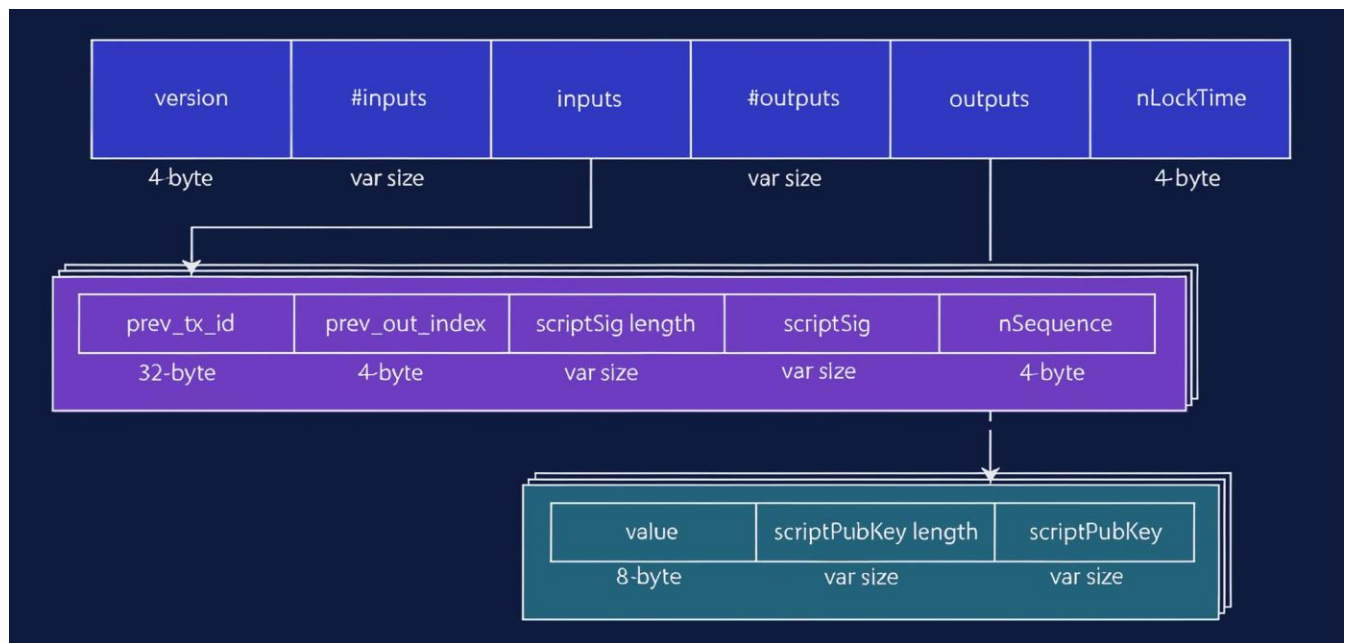 version #inputs inputs #outputs outputs nLockTime
4-byte var size var size 4-byte
prev_tx_id prev_out_index scriptSig length scriptSig nSequence
32-byte 4-byte var size var size 4-byte
value scriptPubKey length scriptPubKey
8-byte var size var size